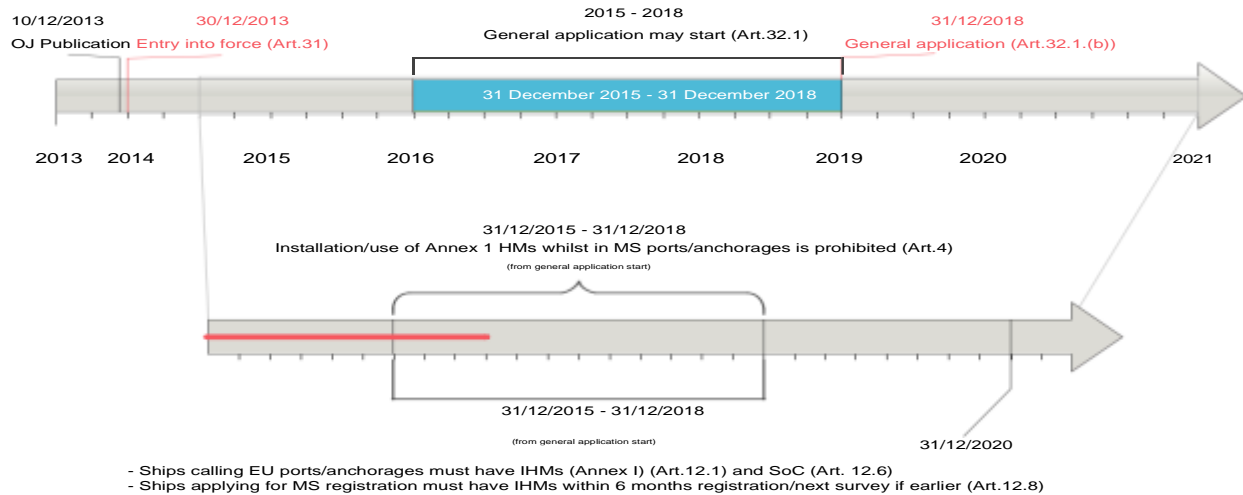 10/12/2013
OJ Publication
30/12/2013
Entry into force (Art.31)
2015 - 2018
General application may start (Art.32.1)
31/12/2018
General application (Art.32.1.(b))
31 December 2015 - 31 December 2018
2013 2014 2015 2016 2017 2018 2019 2020 2021
31/12/2015 - 31/12/2018
Installation/use of Annex 1 HMs whilst in MS ports/anchorages is prohibited (Art.4)
(from general application start)
31/12/2015 - 31/12/2018
(from general application start)
31/12/2020
- Ships calling EU ports/anchorages must have IHMs (Annex I) (Art.12.1) and SoC (Art. 12.6)
- Ships applying for MS registration must have IHMs within 6 months registration/next survey if earlier (Art.12.8)